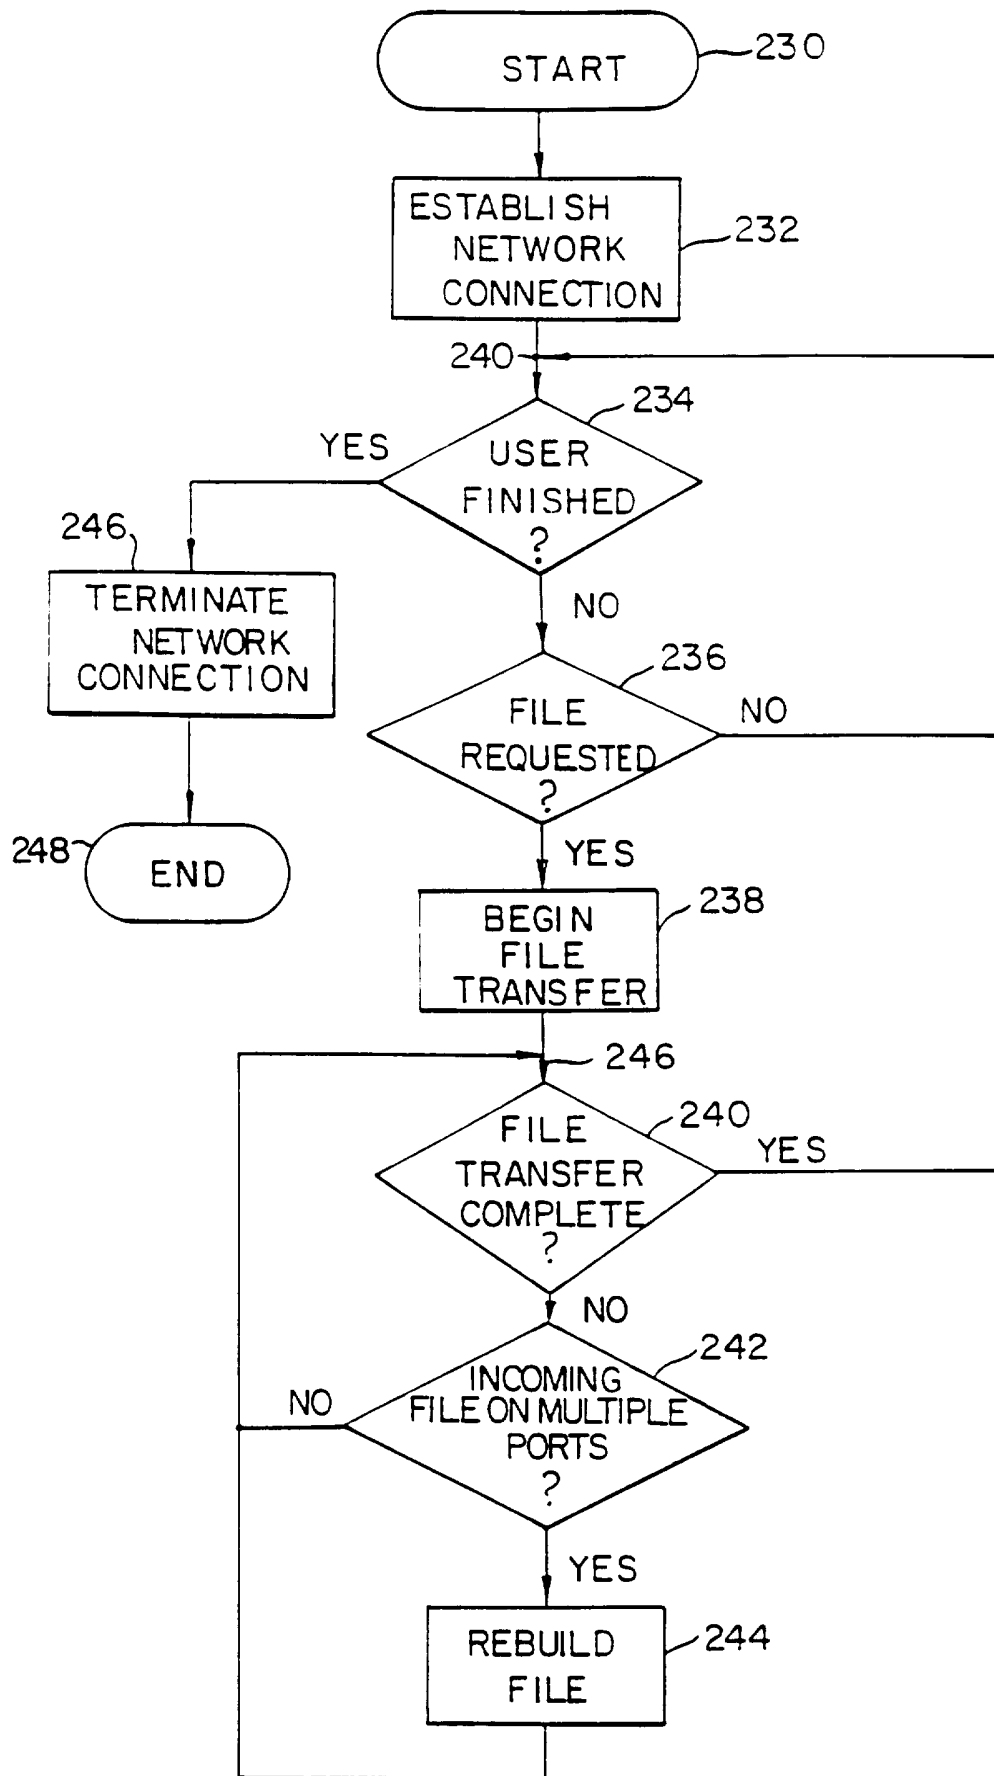 START
230
ESTABLISH
NETWORK
CONNECTION
232
240
234
YES
USER
FINISHED
?
246
TERMINATE
NETWORK
CONNECTION
NO
236
FILE
REQUESTED
?
NO
248
END
YES
238
BEGIN
FILE
TRANSFER
246
240
FILE
TRANSFER
COMPLETE
?
YES
NO
242
INCOMING
FILE ON MULTIPLE
PORTS
?
NO
YES
REBUILD
FILE
244